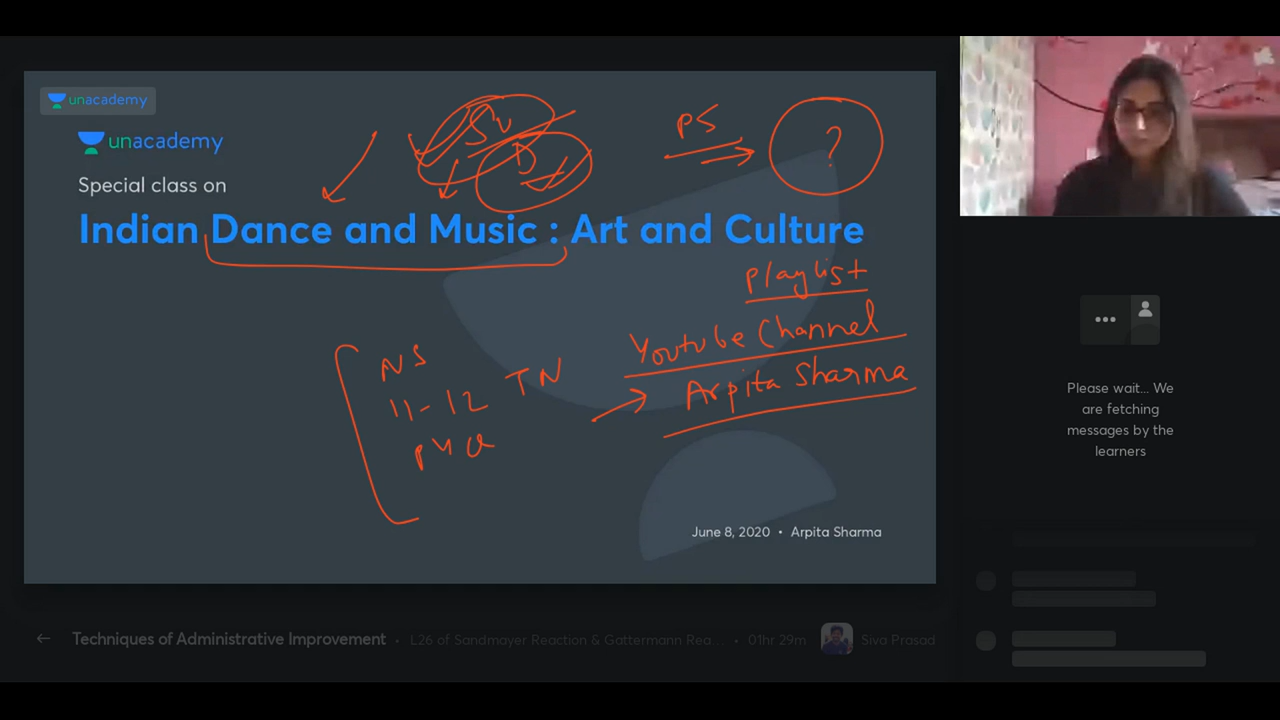 unacademy
unacademy
Special class on
Indian Dance and Music : Art and Culture
PS
?
Playlist
Youtube Channel
Arpita Sharma
NS
11-12 TN
PYQ
June 8, 2020 • Arpita Sharma
Please wait... We
are fetching
messages by the
learners
Techniques of Administrative Improvement • L26 of Sandmayer Reaction & Gattermann Rea... • 01hr 29m Siva Prasad